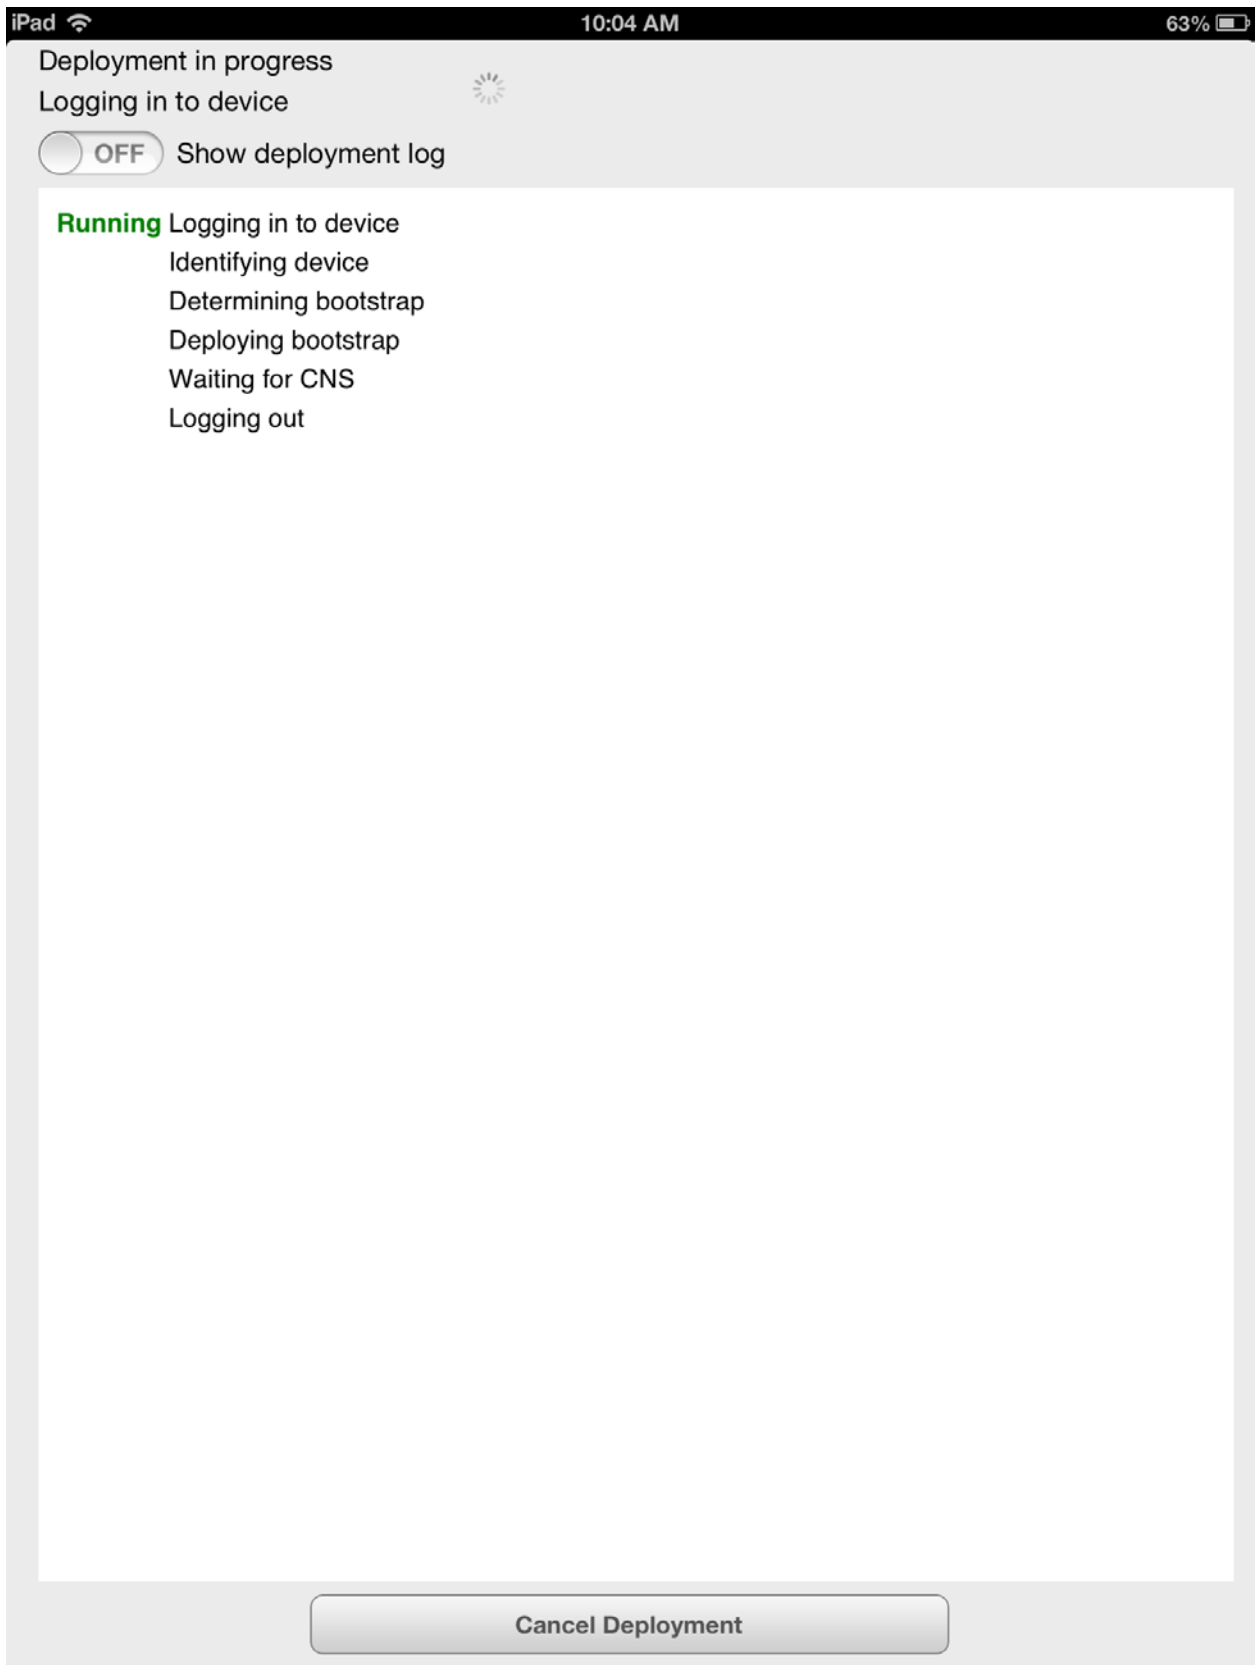 iPad 10:04 AM 63%
Deployment in progress
Logging in to device
OFF Show deployment log
Running Logging in to device
Identifying device
Determining bootstrap
Deploying bootstrap
Waiting for CNS
Logging out
Cancel Deployment